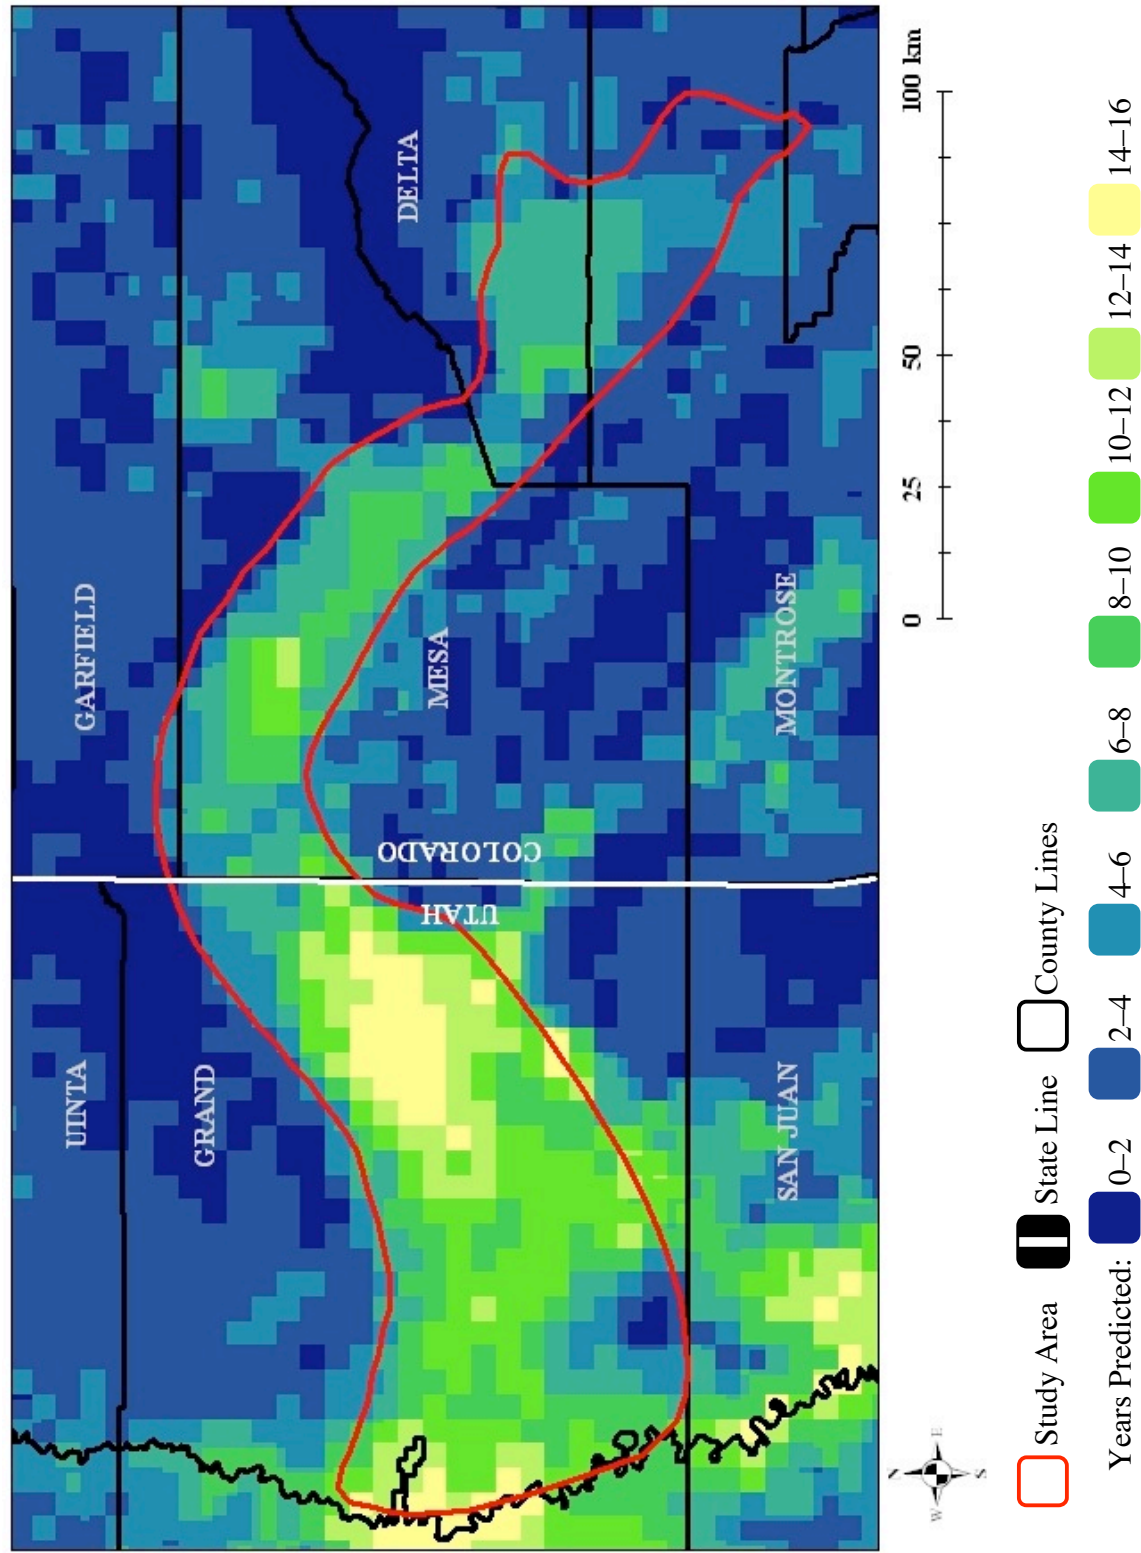 UINTA
GARFIELD
GRAND
DELTA
UTAH
COLORADO
MESA
SAN JUAN
MONTROSE
N
W
E
S
0 25 50 100 km
Study Area State Line County Lines
Years Predicted: 0–2 2–4 4–6 6–8 8–10 10–12 12–14 14–16